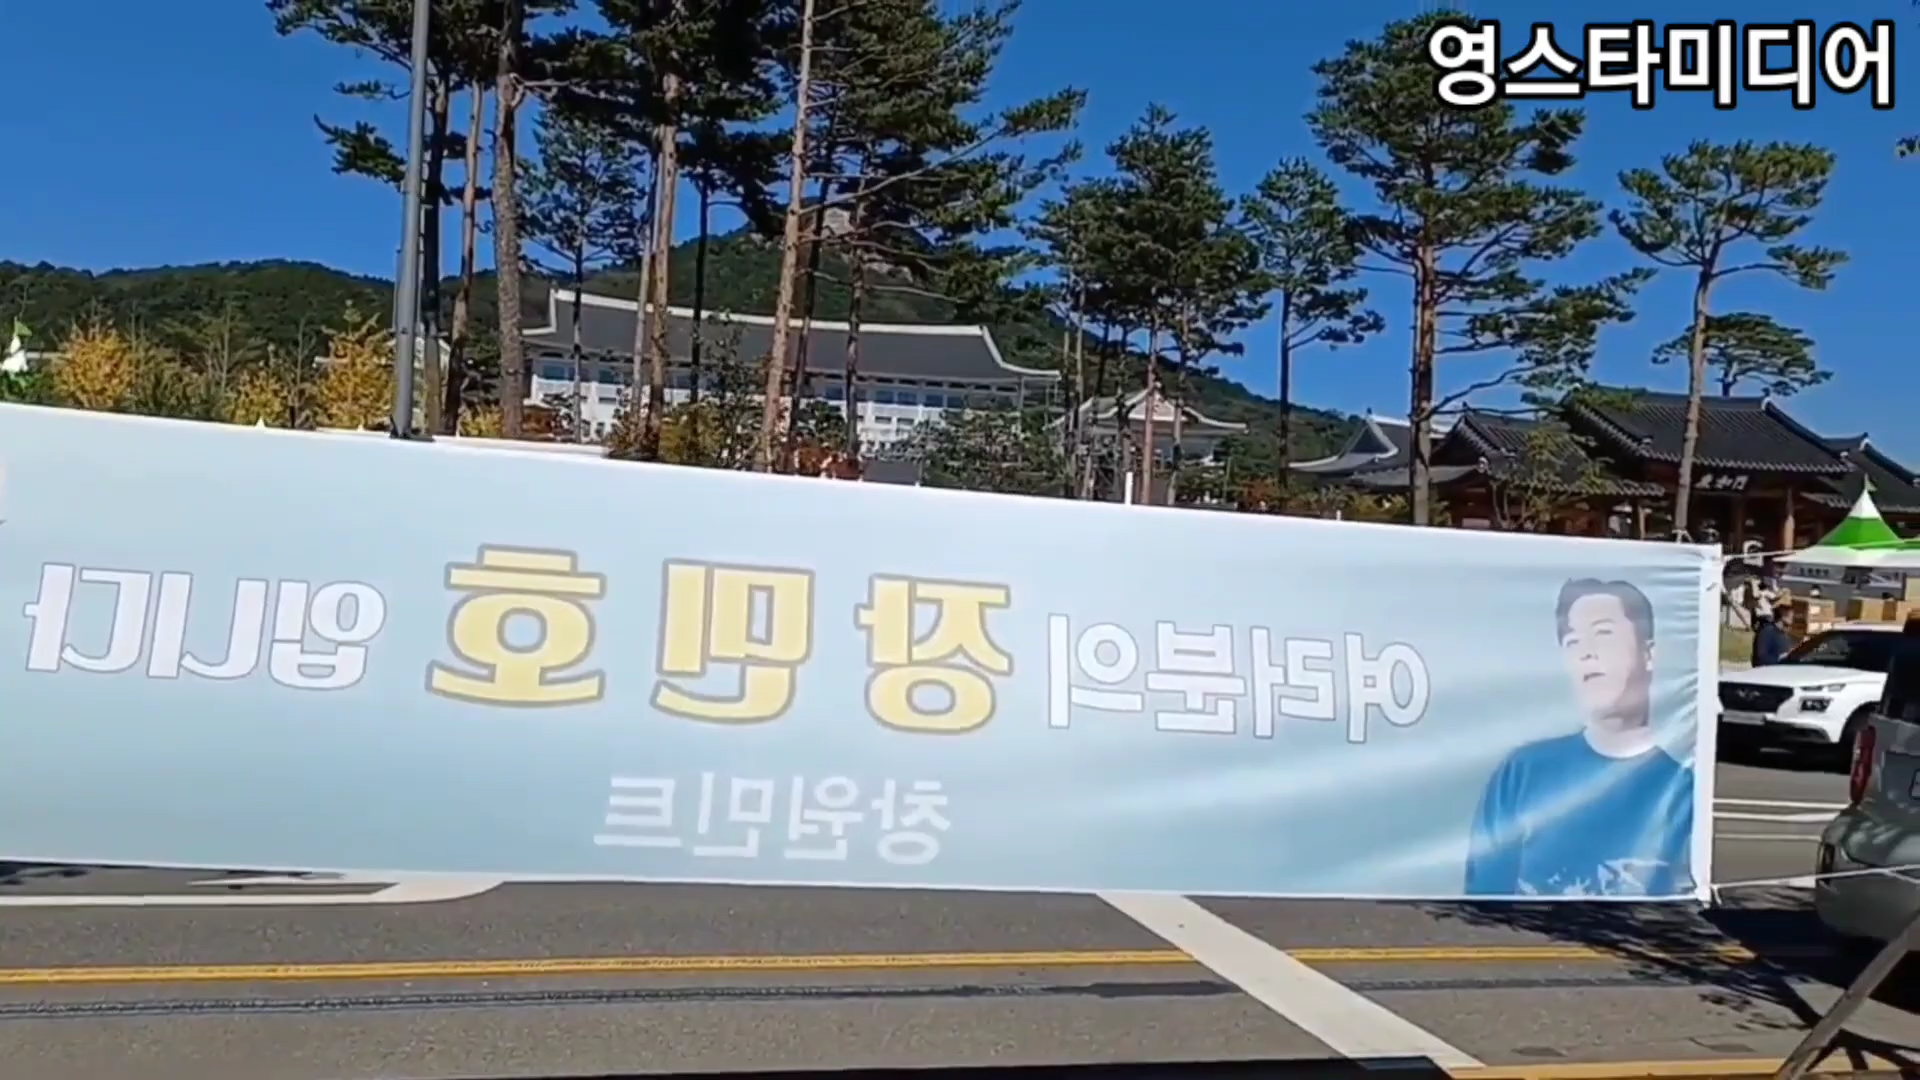 영스타미디어
여러분의 장민호 입니다
창원민트